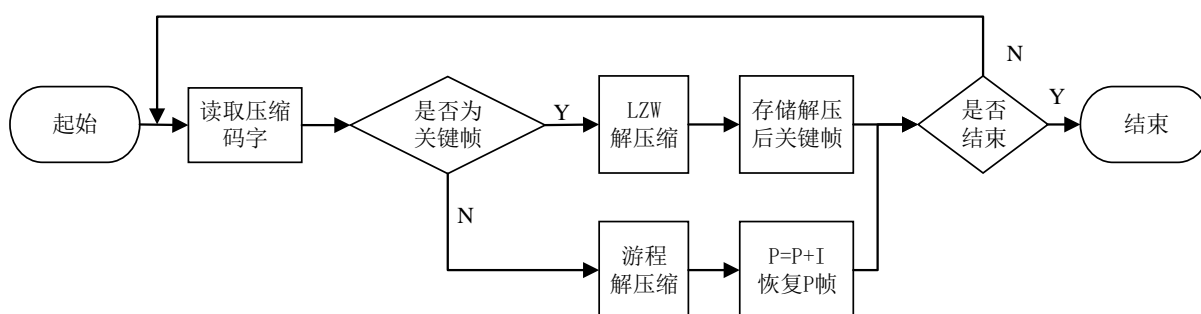 N
起始
读取压缩
码字
是否为
关键帧
Y
LZW
解压缩
存储解压
后关键帧
是否
结束
Y
结束
N
游程
解压缩
P=P+I
恢复P帧